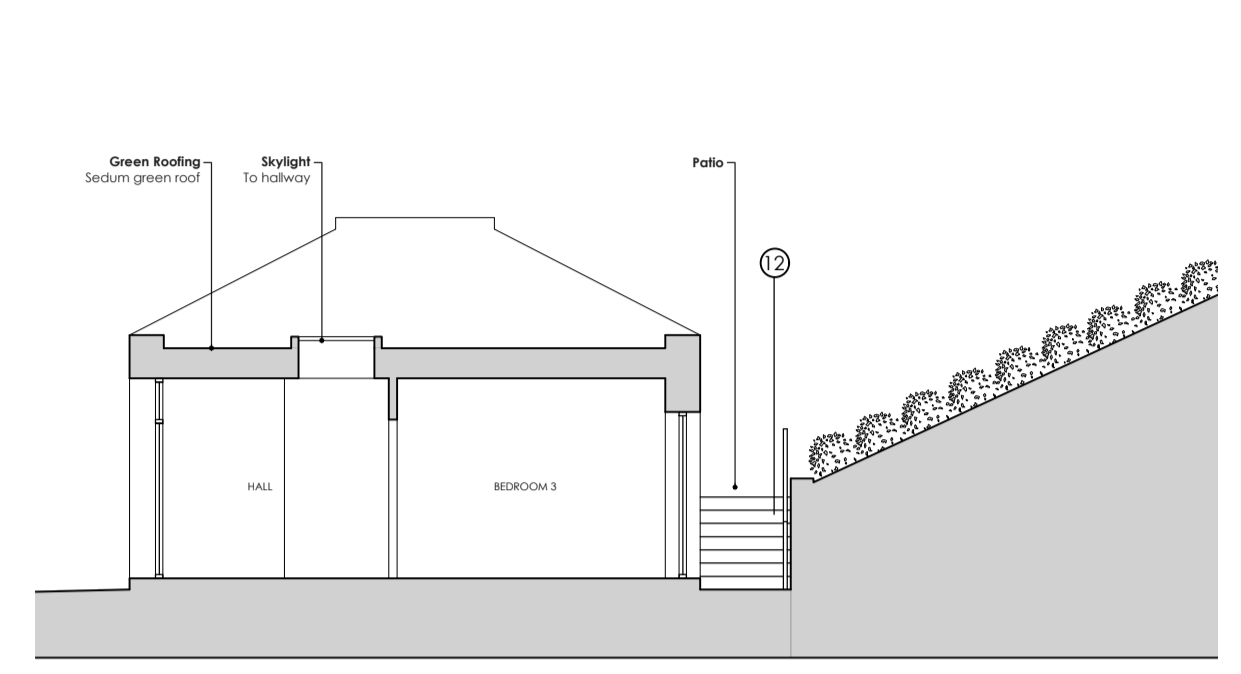 Green Roofing
Sedum green roof
Skylight
To hallway
Patio
12
HALL
BEDROOM 3